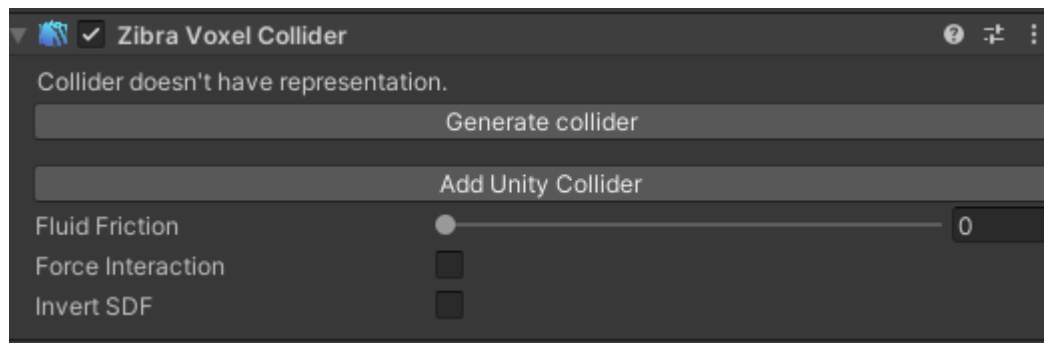 Zibra Voxel Collider
Collider doesn't have representation.
Generate collider
Add Unity Collider
Fluid Friction 0
Force Interaction
Invert SDF